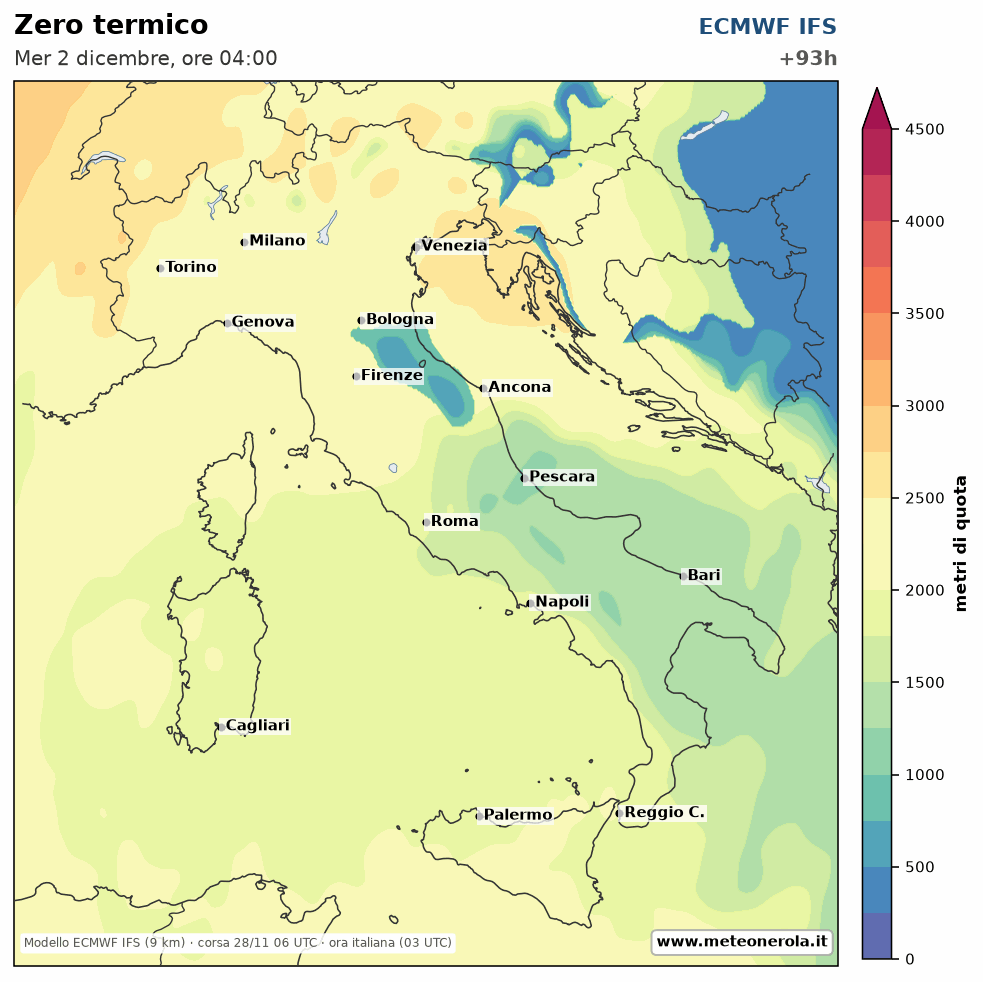 Zero termico
ECMWF IFS
Mer 2 dicembre, ore 04:00
+93h
4500
4000
3500
3000
2500
2000
1500
1000
500
0
metri di quota
Milano
Venezia
Torino
Genova
Bologna
Firenze
Ancona
Pescara
Roma
Bari
Napoli
Cagliari
Palermo
Reggio C.
Modello ECMWF IFS (9 km) · corsa 28/11 06 UTC · ora italiana (03 UTC)
www.meteonerola.it